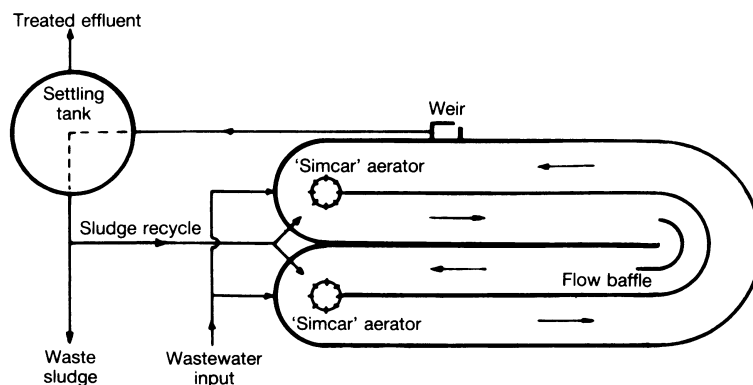 Treated effluent
Settling
tank
Weir
'Simcar' aerator
Sludge recycle
Flow baffle
'Simcar' aerator
Waste
sludge
Wastewater
input